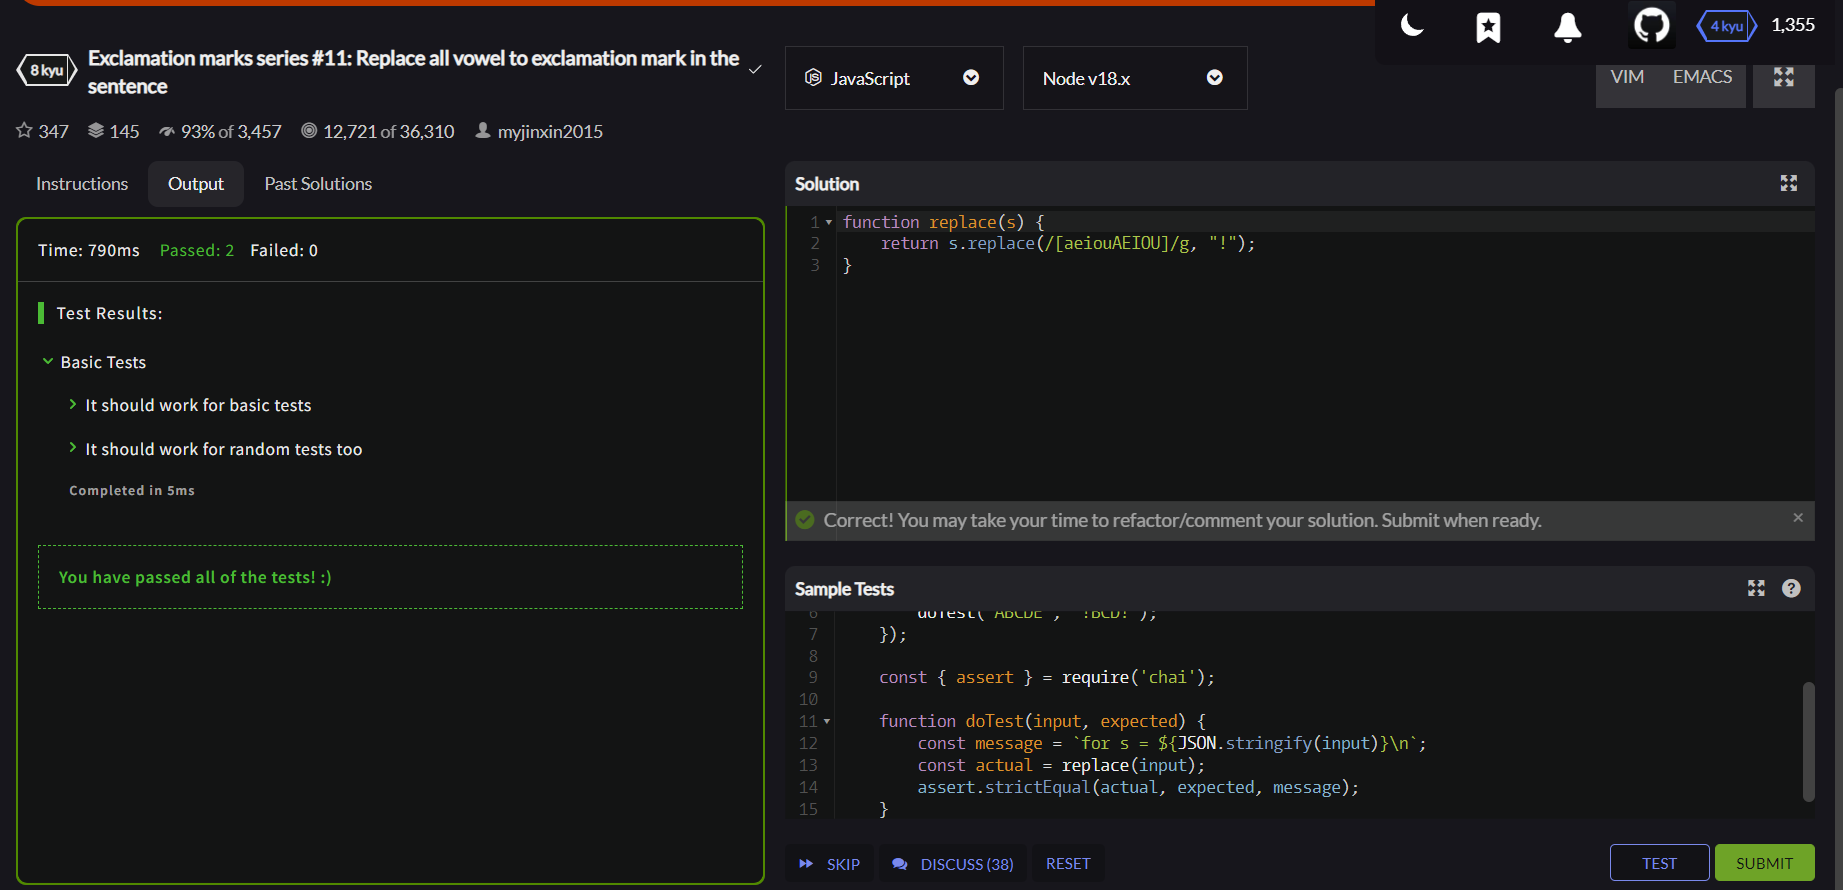 4 kyu
1,355
8 kyu
Exclamation marks series #11: Replace all vowel to exclamation mark in the
sentence
JavaScript
Node v18.x
VIM EMACS
347 145 93% of 3,457 12,721 of 36,310 myjinxin2015
Instructions Output Past Solutions
Time: 790ms Passed: 2 Failed: 0
Test Results:
Basic Tests
It should work for basic tests
It should work for random tests too
Completed in 5ms
You have passed all of the tests! :)
Solution
1 function replace(s) {
2     return s.replace(/[aeiouAEIOU]/g, "!");
3 }
Correct! You may take your time to refactor/comment your solution. Submit when ready.
Sample Tests
6 doTest("ABCDE", "!BCD!");
7 });
8
9 const { assert } = require('chai');
10
11 function doTest(input, expected) {
12     const message = `for s = ${JSON.stringify(input)}\n`;
13     const actual = replace(input);
14     assert.strictEqual(actual, expected, message);
15 }
SKIP DISCUSS (38) RESET
TEST SUBMIT